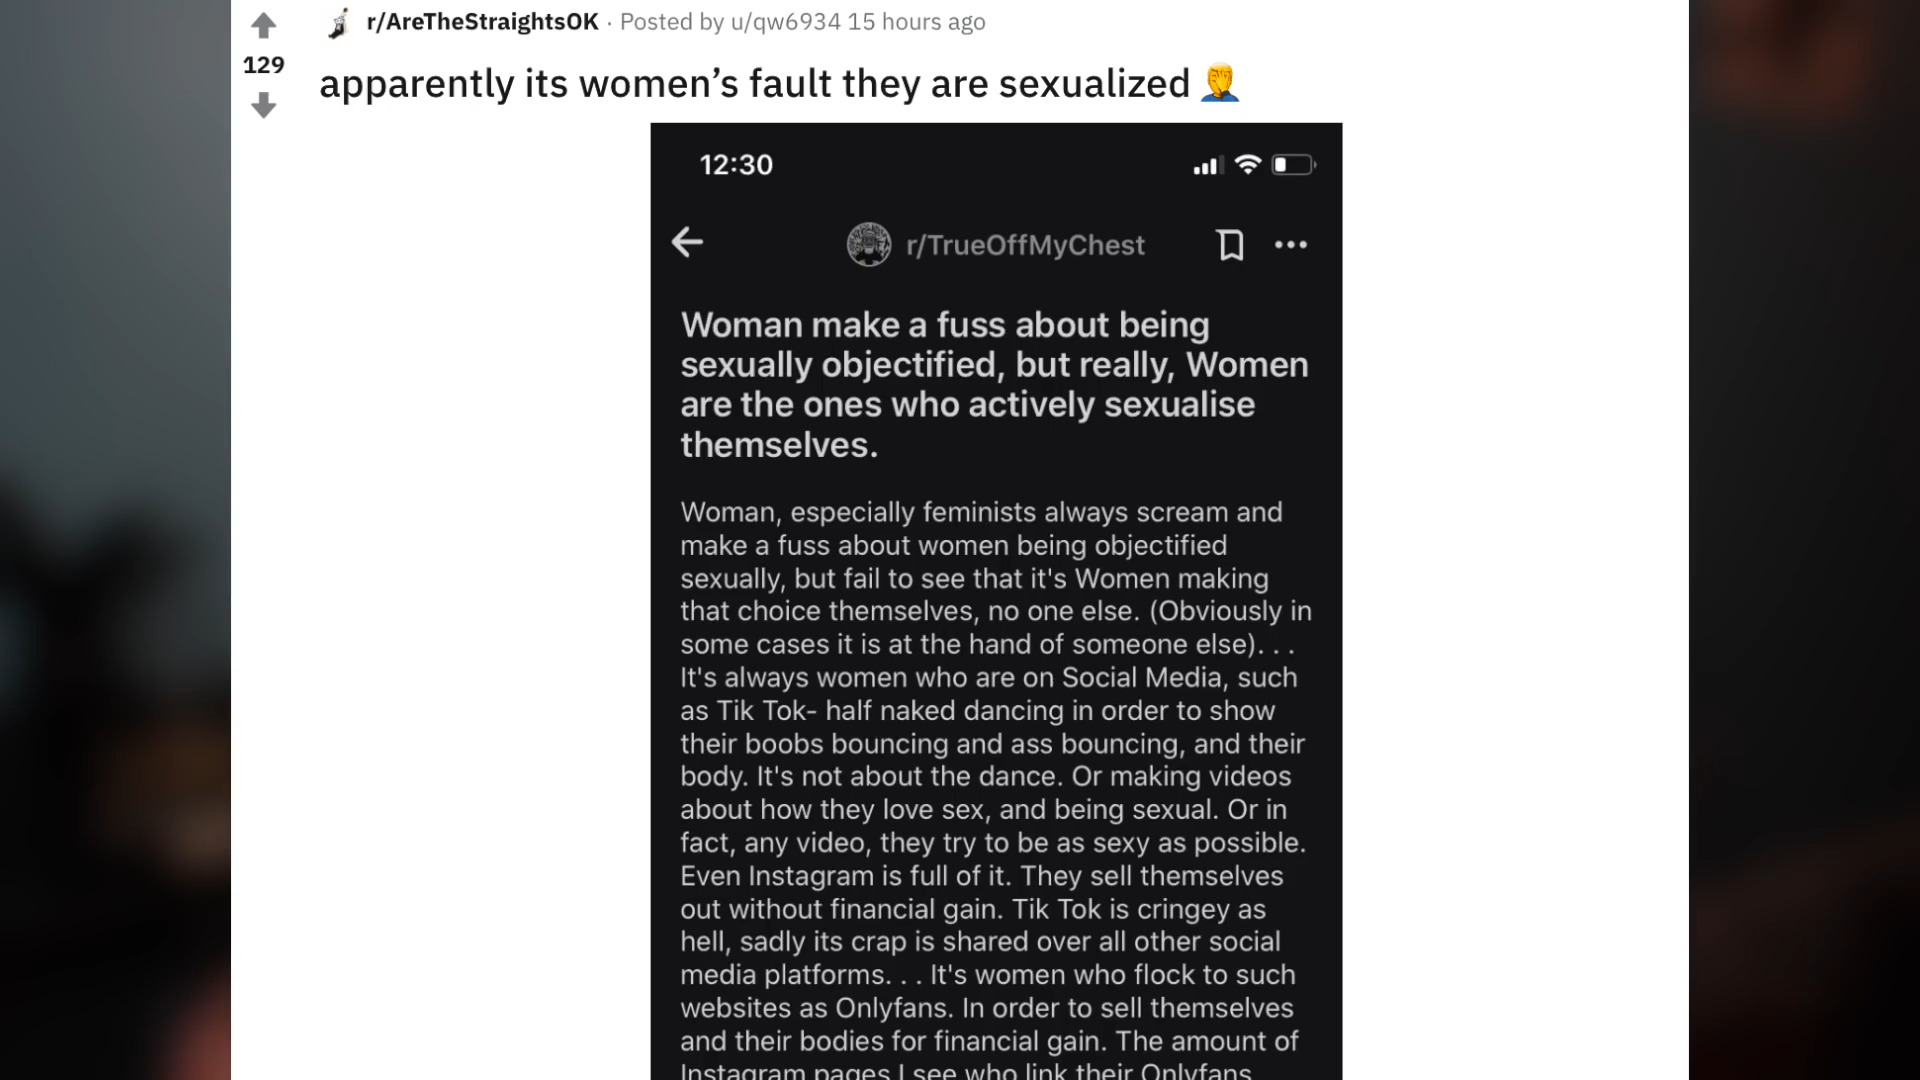 r/AreTheStraightsOK · Posted by u/qw6934 15 hours ago
129
apparently its women’s fault they are sexualized 🤦
12:30
r/TrueOffMyChest
Woman make a fuss about being
sexually objectified, but really, Women
are the ones who actively sexualise
themselves.
Woman, especially feminists always scream and
make a fuss about women being objectified
sexually, but fail to see that it's Women making
that choice themselves, no one else. (Obviously in
some cases it is at the hand of someone else). . .
It's always women who are on Social Media, such
as Tik Tok- half naked dancing in order to show
their boobs bouncing and ass bouncing, and their
body. It's not about the dance. Or making videos
about how they love sex, and being sexual. Or in
fact, any video, they try to be as sexy as possible.
Even Instagram is full of it. They sell themselves
out without financial gain. Tik Tok is cringey as
hell, sadly its crap is shared over all other social
media platforms. . . It's women who flock to such
websites as Onlyfans. In order to sell themselves
and their bodies for financial gain. The amount of
Instagram pages I see who link their Onlyfans